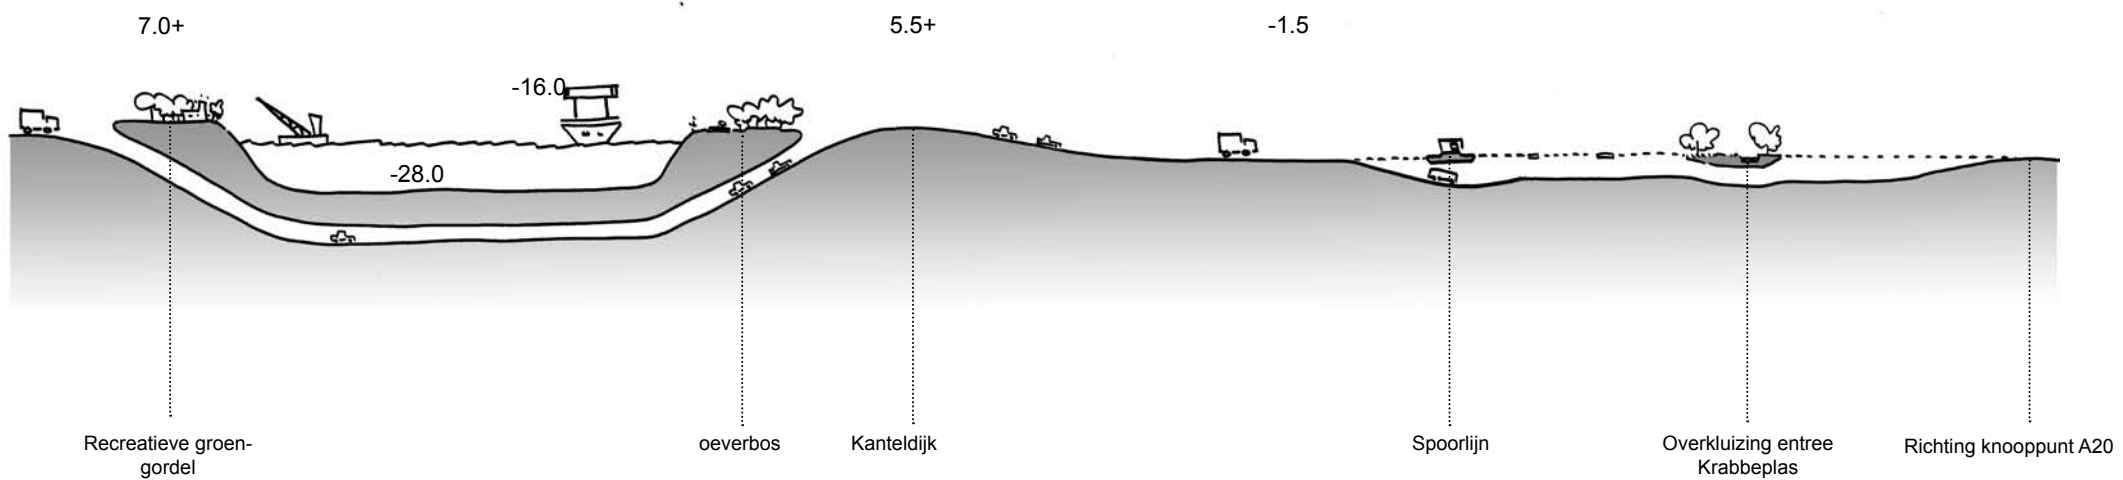 7.0+
5.5+
-1.5
-16.0
-28.0
Recreatieve groen-
gordel
oeverbos
Kanteldijk
Spoorlijn
Overkluizing entree
Krabbeplas
Richting knooppunt A20